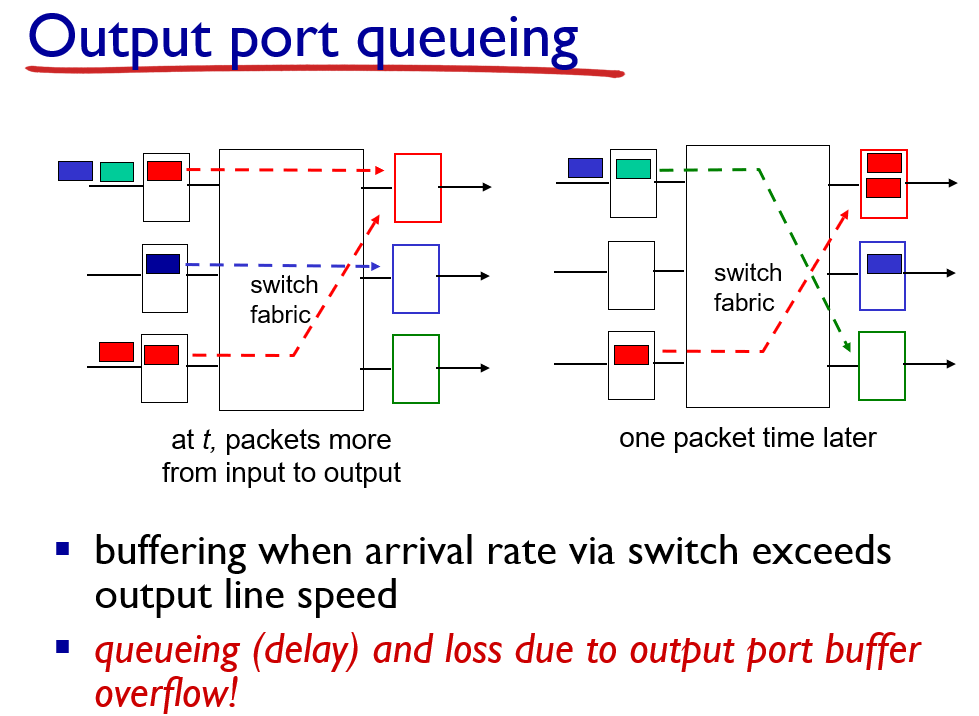 Output port queueing
switch
fabric
at t, packets more
from input to output
switch
fabric
one packet time later
buffering when arrival rate via switch exceeds
output line speed
queueing (delay) and loss due to output port buffer
overflow!